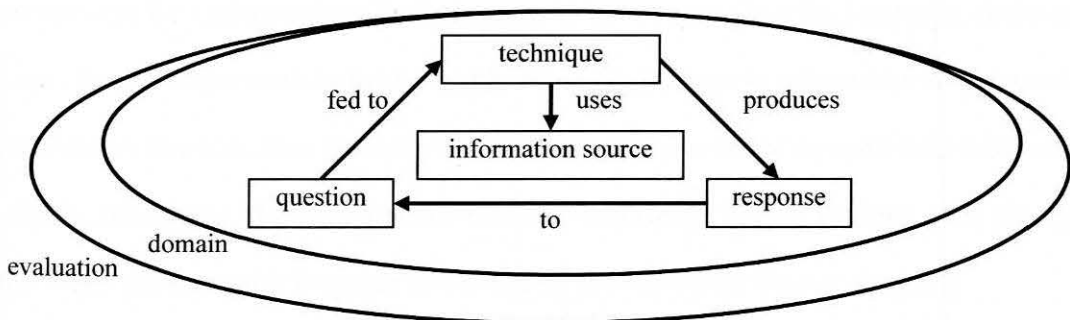 technique
fed to
uses
produces
information source
question
response
to
domain
evaluation